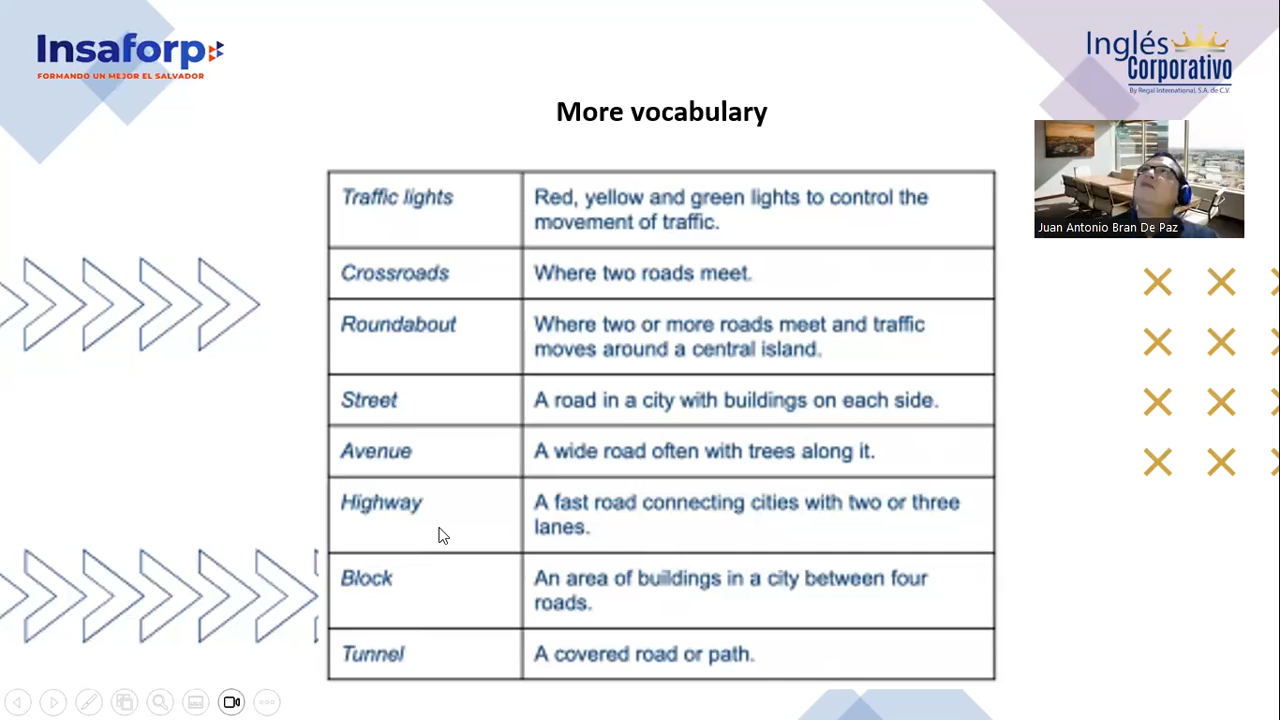 Insaforp
FORMANDO UN MEJOR EL SALVADOR
Inglés
Corporativo
By Regal International, S.A. de C.V.
More vocabulary
Juan Antonio Bran De Paz
Traffic lights
Red, yellow and green lights to control the
movement of traffic.
Crossroads
Where two roads meet.
Roundabout
Where two or more roads meet and traffic
moves around a central island.
Street
A road in a city with buildings on each side.
Avenue
A wide road often with trees along it.
Highway
A fast road connecting cities with two or three
lanes.
Block
An area of buildings in a city between four
roads.
Tunnel
A covered road or path.